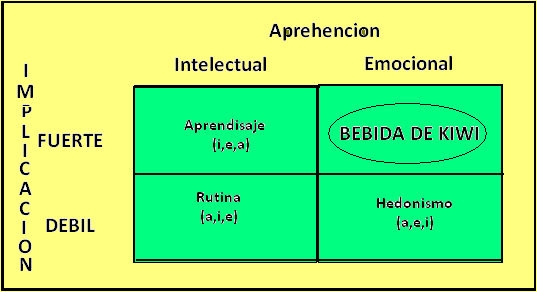 Aprehencion
Intelectual
Emocional
IMPLICACION
FUERTE
Aprendisaje
(i,e,a)
BEBIDA DE KIWI
DEBIL
Rutina
(a,i,e)
Hedonismo
(a,e,i)